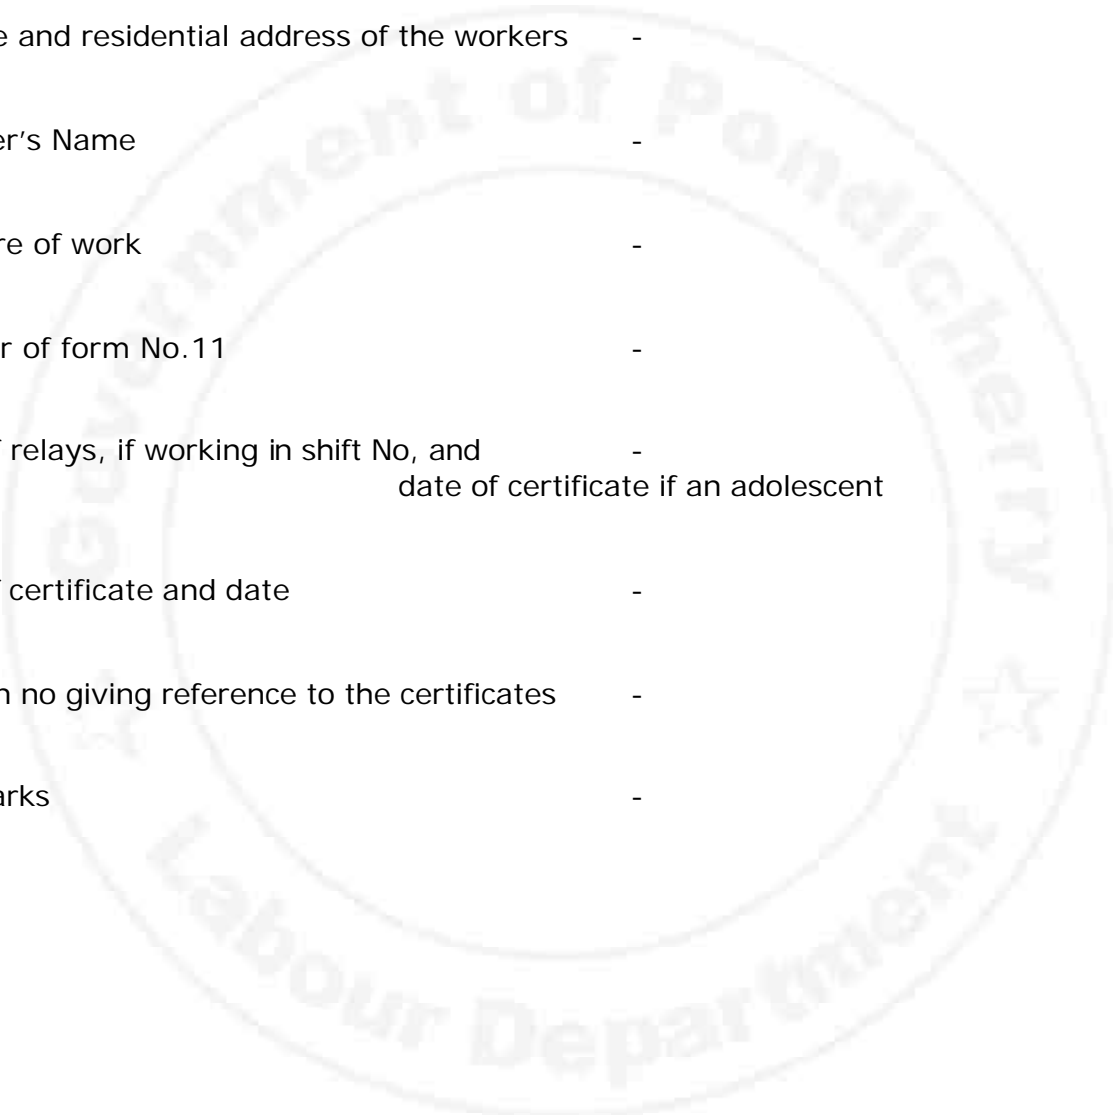 e and residential address of the workers -
er's Name -
re of work -
r of form No.11 -
f relays, if working in shift No, and -
date of certificate if an adolescent
f certificate and date -
n no giving reference to the certificates -
arks -
Government of Pondicherry
Labour Department